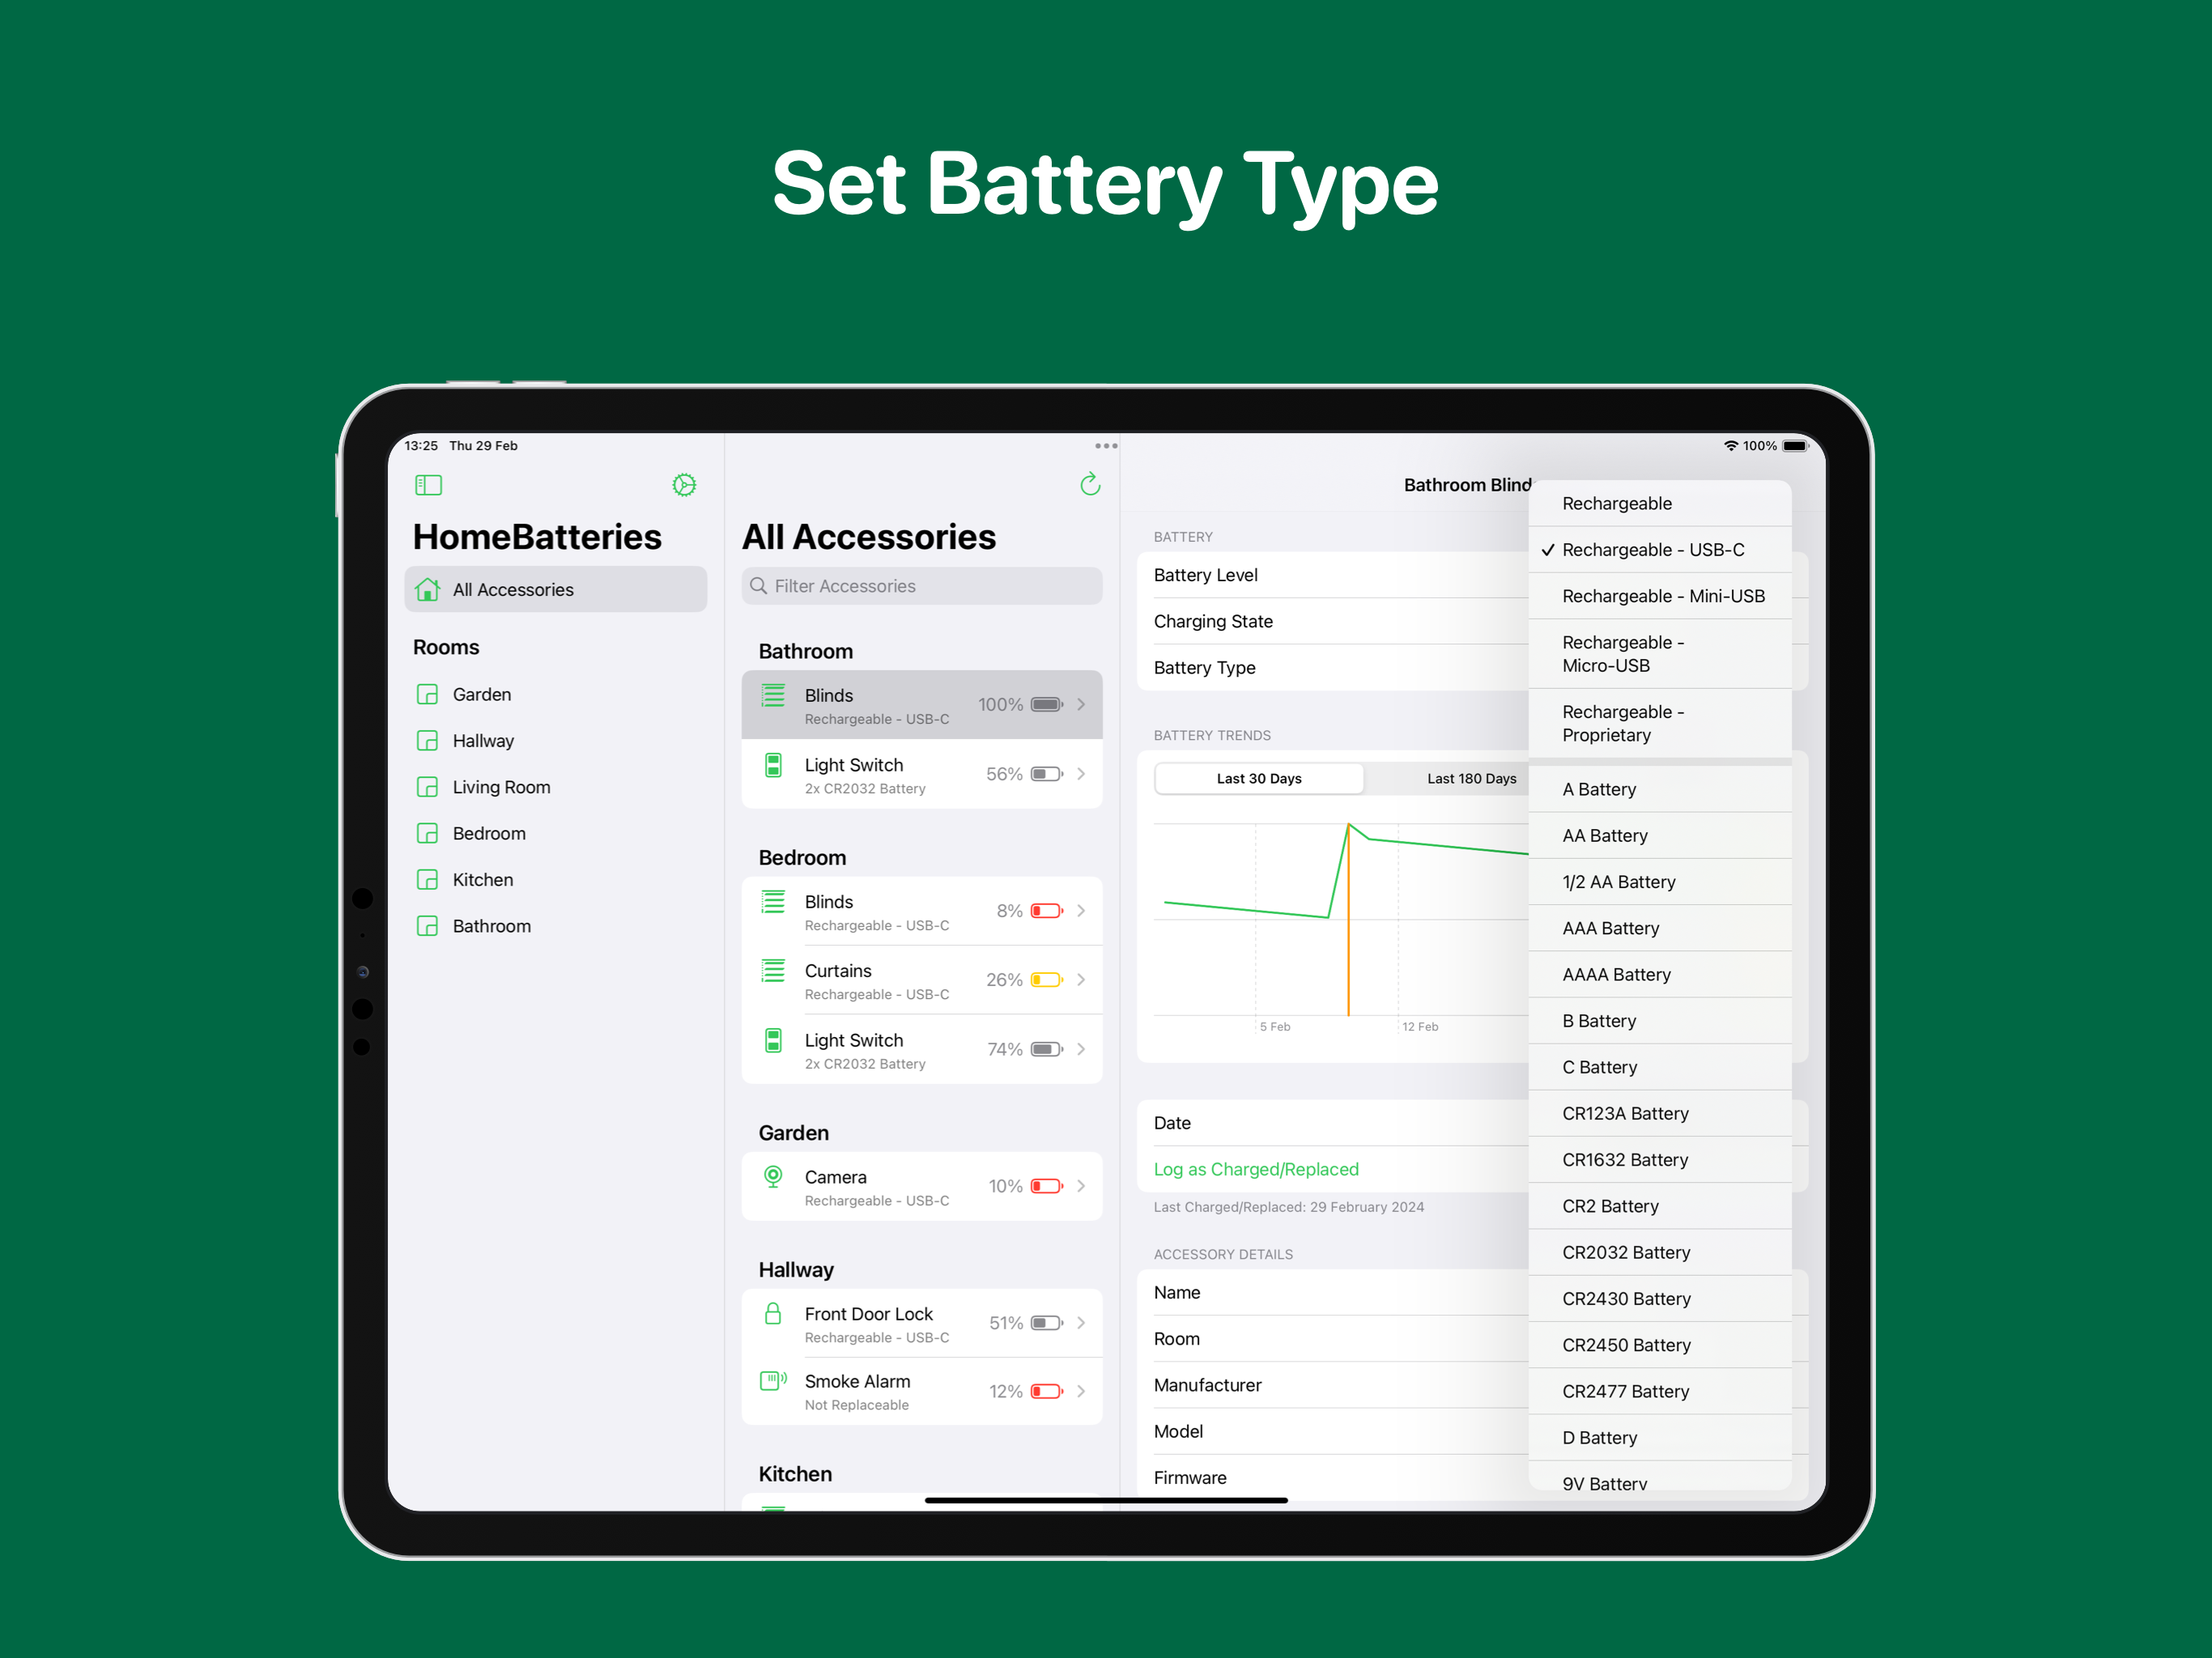 Set Battery Type
13:25 Thu 29 Feb
100%
HomeBatteries
All Accessories
Rooms
Garden
Hallway
Living Room
Bedroom
Kitchen
Bathroom
All Accessories
Filter Accessories
Bathroom
Blinds
Rechargeable - USB-C
100%
Light Switch
2x CR2032 Battery
56%
Bedroom
Blinds
Rechargeable - USB-C
8%
Curtains
Rechargeable - USB-C
26%
Light Switch
2x CR2032 Battery
74%
Garden
Camera
Rechargeable - USB-C
10%
Hallway
Front Door Lock
Rechargeable - USB-C
51%
Smoke Alarm
Not Replaceable
12%
Kitchen
Bathroom Blind
BATTERY
Battery Level
Charging State
Battery Type
BATTERY TRENDS
Last 30 Days
Last 180 Days
5 Feb
12 Feb
Date
Log as Charged/Replaced
Last Charged/Replaced: 29 February 2024
ACCESSORY DETAILS
Name
Room
Manufacturer
Model
Firmware
Rechargeable
Rechargeable - USB-C
Rechargeable - Mini-USB
Rechargeable -
Micro-USB
Rechargeable -
Proprietary
A Battery
AA Battery
1/2 AA Battery
AAA Battery
AAAA Battery
B Battery
C Battery
CR123A Battery
CR1632 Battery
CR2 Battery
CR2032 Battery
CR2430 Battery
CR2450 Battery
CR2477 Battery
D Battery
9V Battery